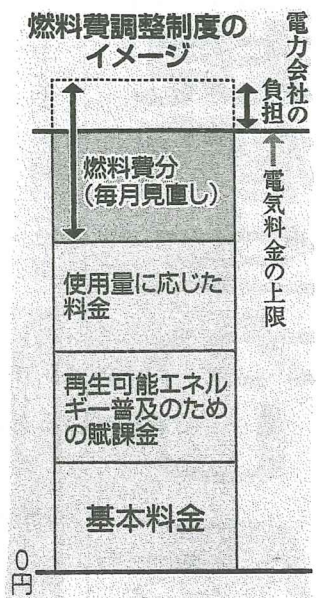 燃料費調整制度の
イメージ
電力会社の
負担
燃料費分
(毎月見直し)
電気料金の上限
使用量に応じた
料金
再生可能エネル
ギー普及のため
の賦課金
基本料金
0円